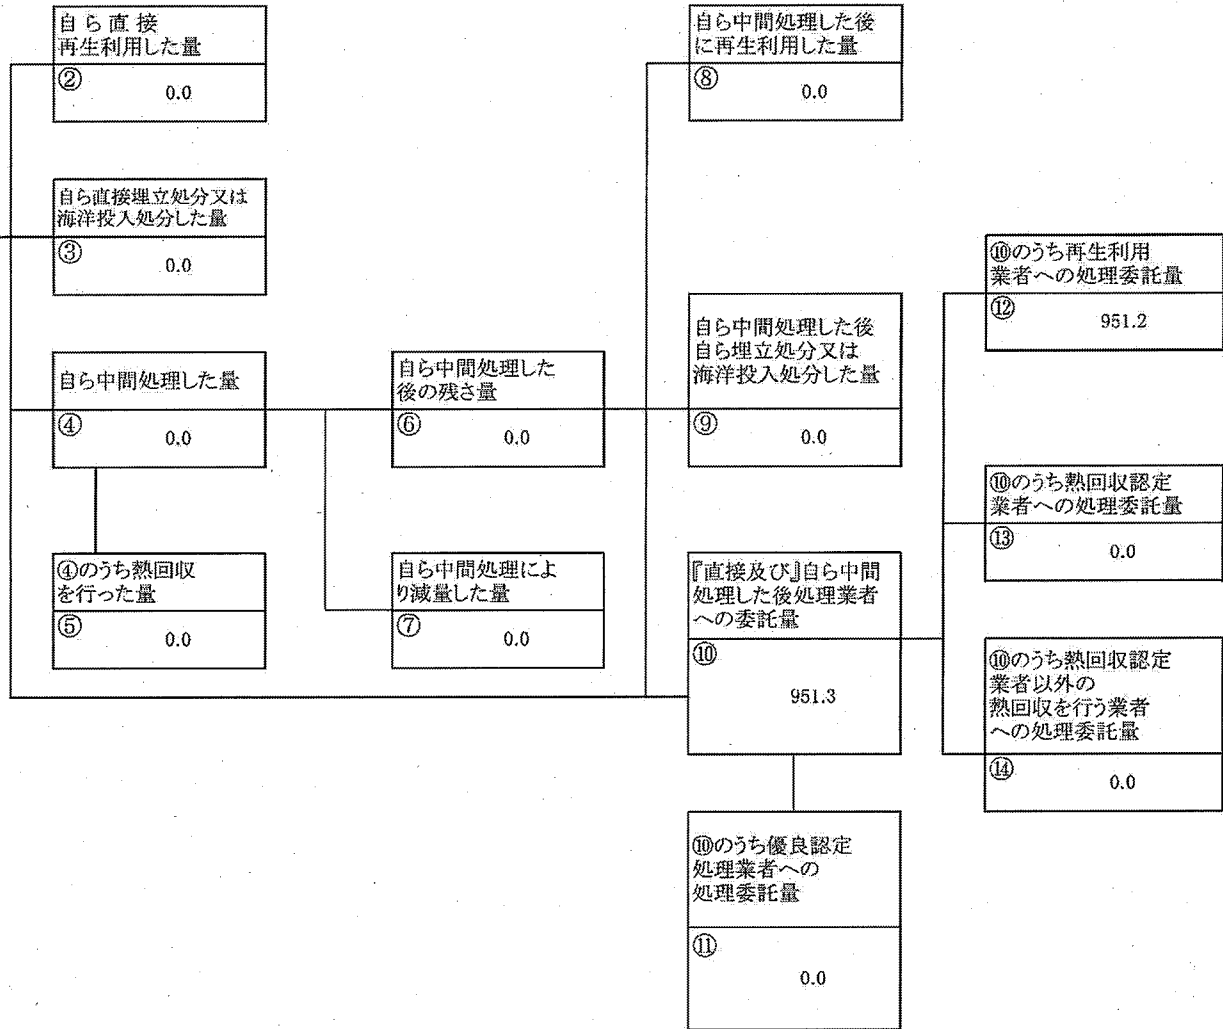 自ら直接
再生利用した量
②
0.0
自ら直接埋立処分又は
海洋投入処分した量
③
0.0
自ら中間処理した量
④
0.0
④のうち熱回収
を行った量
⑤
0.0
自ら中間処理した
後の残さ量
⑥
0.0
自ら中間処理によ
り減量した量
⑦
0.0
自ら中間処理した後
に再生利用した量
⑧
0.0
自ら中間処理した後
自ら埋立処分又は
海洋投入処分した量
⑨
0.0
『直接及び』自ら中間
処理した後処理業者
への委託量
⑩
951.3
⑩のうち優良認定
処理業者への
処理委託量
⑪
0.0
⑩のうち再生利用
業者への処理委託量
⑫
951.2
⑩のうち熱回収認定
業者への処理委託量
⑬
0.0
⑩のうち熱回収認定
業者以外の
熱回収を行う業者
への処理委託量
⑭
0.0